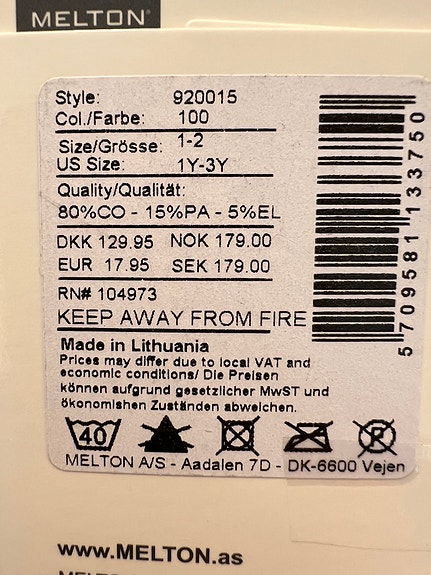 MELTON
Style: 920015
Col./Farbe: 100
Size/Grösse: 1-2
US Size: 1Y-3Y
Quality/Qualität:
80%CO - 15%PA - 5%EL
DKK 129.95 NOK 179.00
EUR 17.95 SEK 179.00
RN# 104973
KEEP AWAY FROM FIRE
Made in Lithuania
Prices may differ due to local VAT and
economic conditions/ Die Preisen
können aufgrund gesetzlicher MwST und
ökonomishen Zuständen abweichen.
40 P
MELTON A/S - Aadalen 7D - DK-6600 Vejen
5 709581 133750
www.MELTON.as